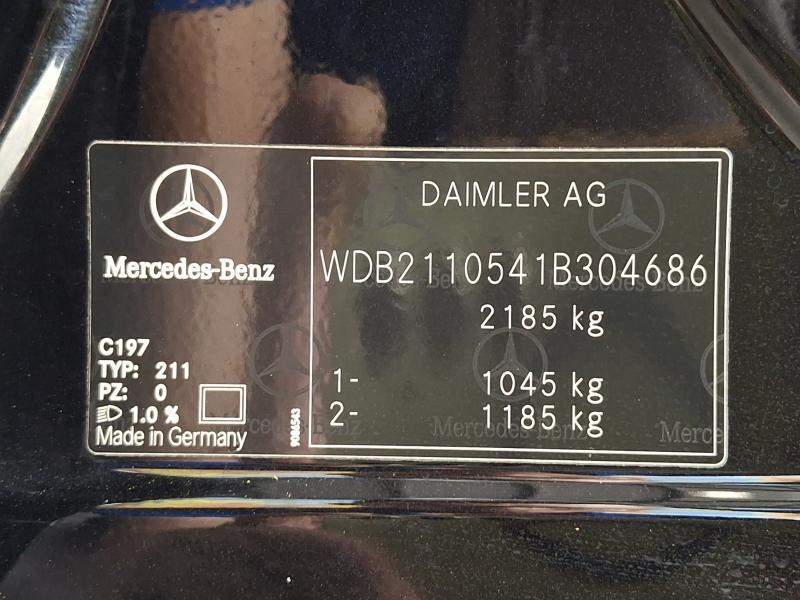 Mercedes-Benz
C197
TYP: 211
PZ: 0
1.0 %
Made in Germany
9086543
DAIMLER AG
WDB2110541B304686
2185 kg
1- 1045 kg
2- 1185 kg